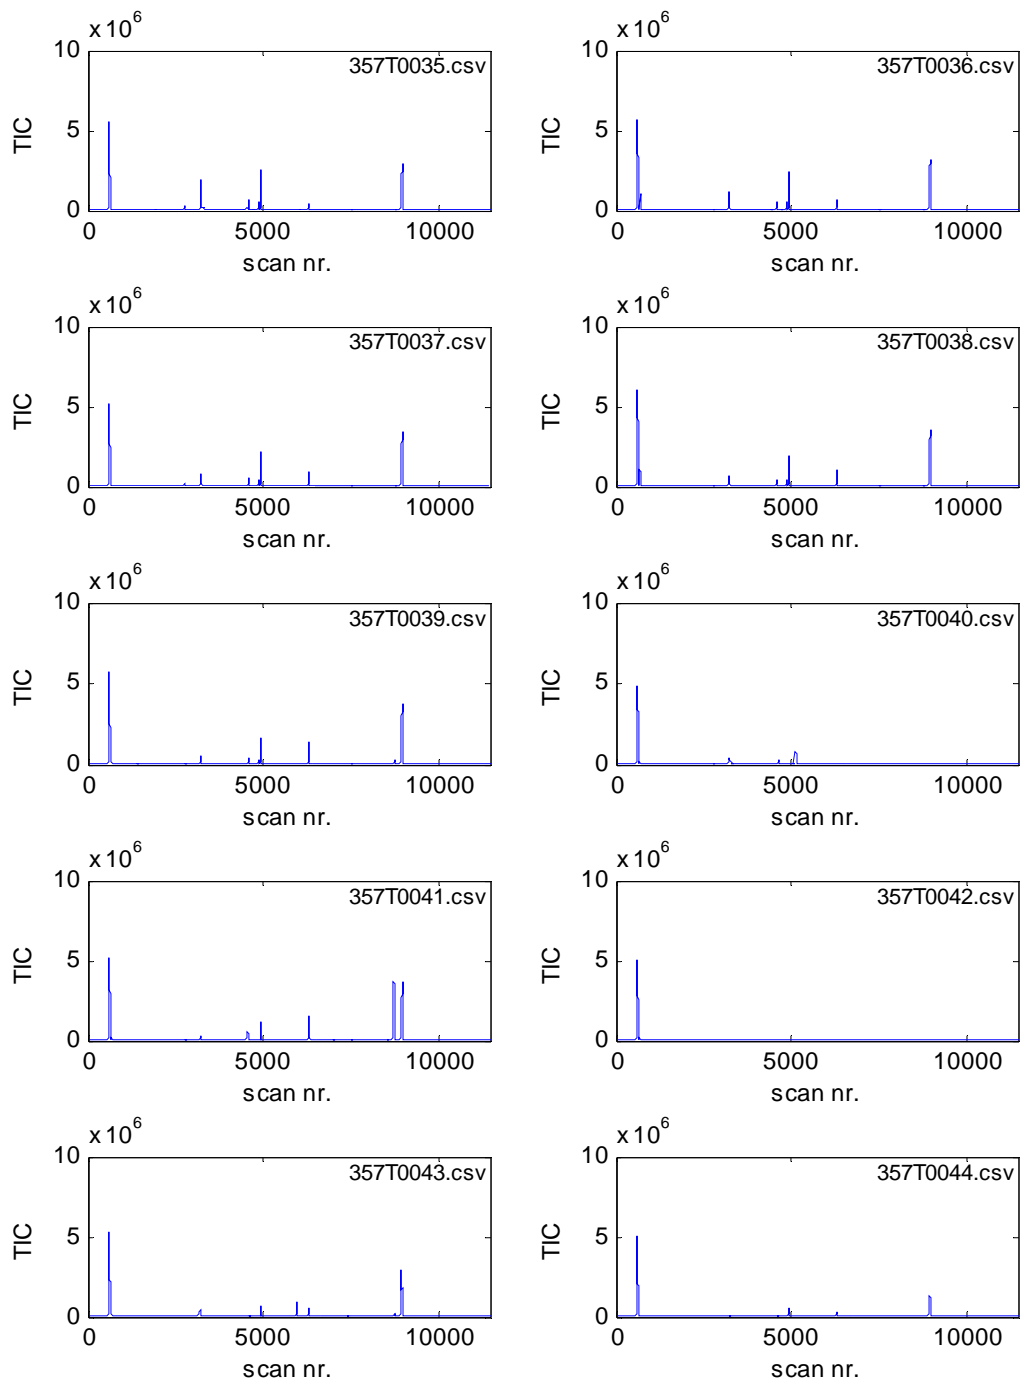 x 10^6
10
5
0
TIC
357T0035.csv
0 5000 10000
scan nr.
x 10^6
10
5
0
TIC
357T0036.csv
0 5000 10000
scan nr.
x 10^6
10
5
0
TIC
357T0037.csv
0 5000 10000
scan nr.
x 10^6
10
5
0
TIC
357T0038.csv
0 5000 10000
scan nr.
x 10^6
10
5
0
TIC
357T0039.csv
0 5000 10000
scan nr.
x 10^6
10
5
0
TIC
357T0040.csv
0 5000 10000
scan nr.
x 10^6
10
5
0
TIC
357T0041.csv
0 5000 10000
scan nr.
x 10^6
10
5
0
TIC
357T0042.csv
0 5000 10000
scan nr.
x 10^6
10
5
0
TIC
357T0043.csv
0 5000 10000
scan nr.
x 10^6
10
5
0
TIC
357T0044.csv
0 5000 10000
scan nr.